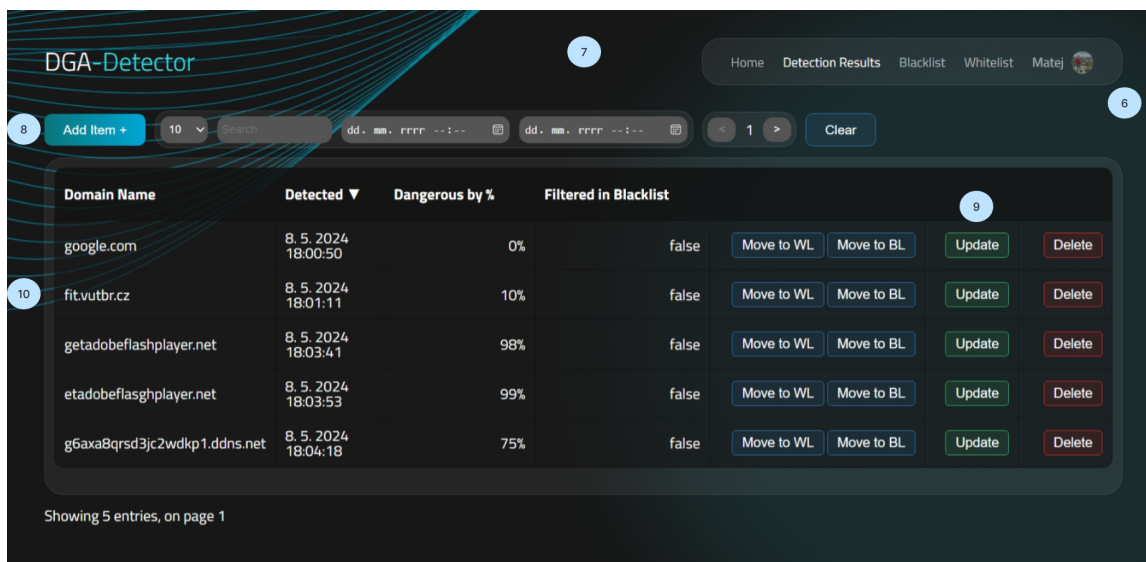 7
DGA-Detector
Home Detection Results Blacklist Whitelist Matej
6
8
Add Item +
10
Search
dd. mm. rrrr --:--
dd. mm. rrrr --:--
< 1 >
Clear
Domain Name Detected ▼ Dangerous by % Filtered in Blacklist
9
google.com 8. 5. 2024 0% false Move to WL Move to BL Update Delete
18:00:50
10
fit.vutbr.cz 8. 5. 2024 10% false Move to WL Move to BL Update Delete
18:01:11
getadobeflashplayer.net 8. 5. 2024 98% false Move to WL Move to BL Update Delete
18:03:41
etadobeflasghplayer.net 8. 5. 2024 99% false Move to WL Move to BL Update Delete
18:03:53
g6axa8qrsd3jc2wdkp1.ddns.net 8. 5. 2024 75% false Move to WL Move to BL Update Delete
18:04:18
Showing 5 entries, on page 1